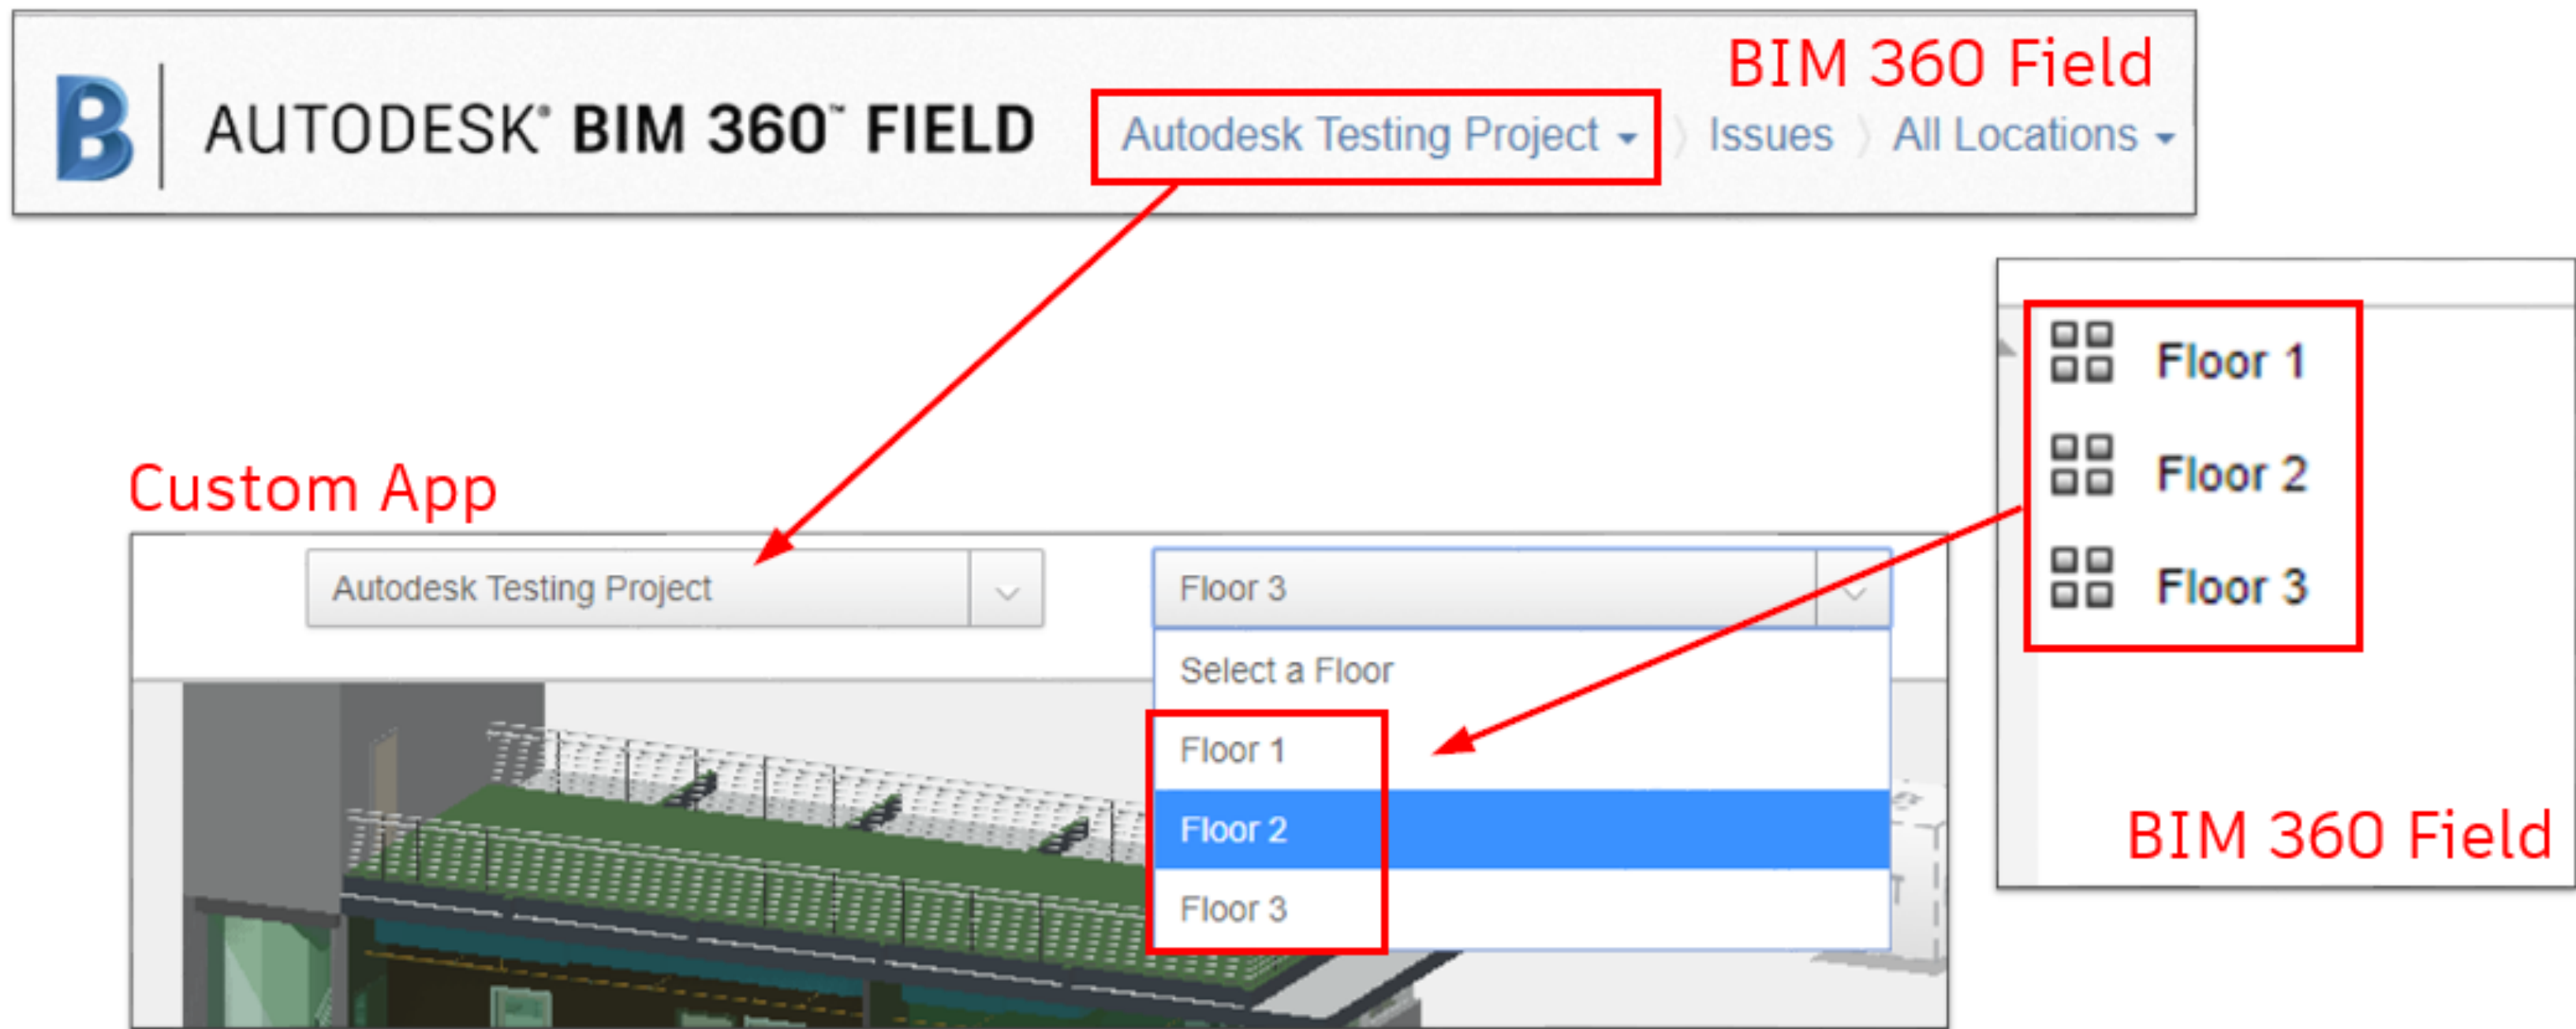 BIM 360 Field
B AUTODESK® BIM 360™ FIELD Autodesk Testing Project Issues All Locations
Floor 1
Floor 2
Floor 3
BIM 360 Field
Custom App
Autodesk Testing Project
Floor 3
Select a Floor
Floor 1
Floor 2
Floor 3